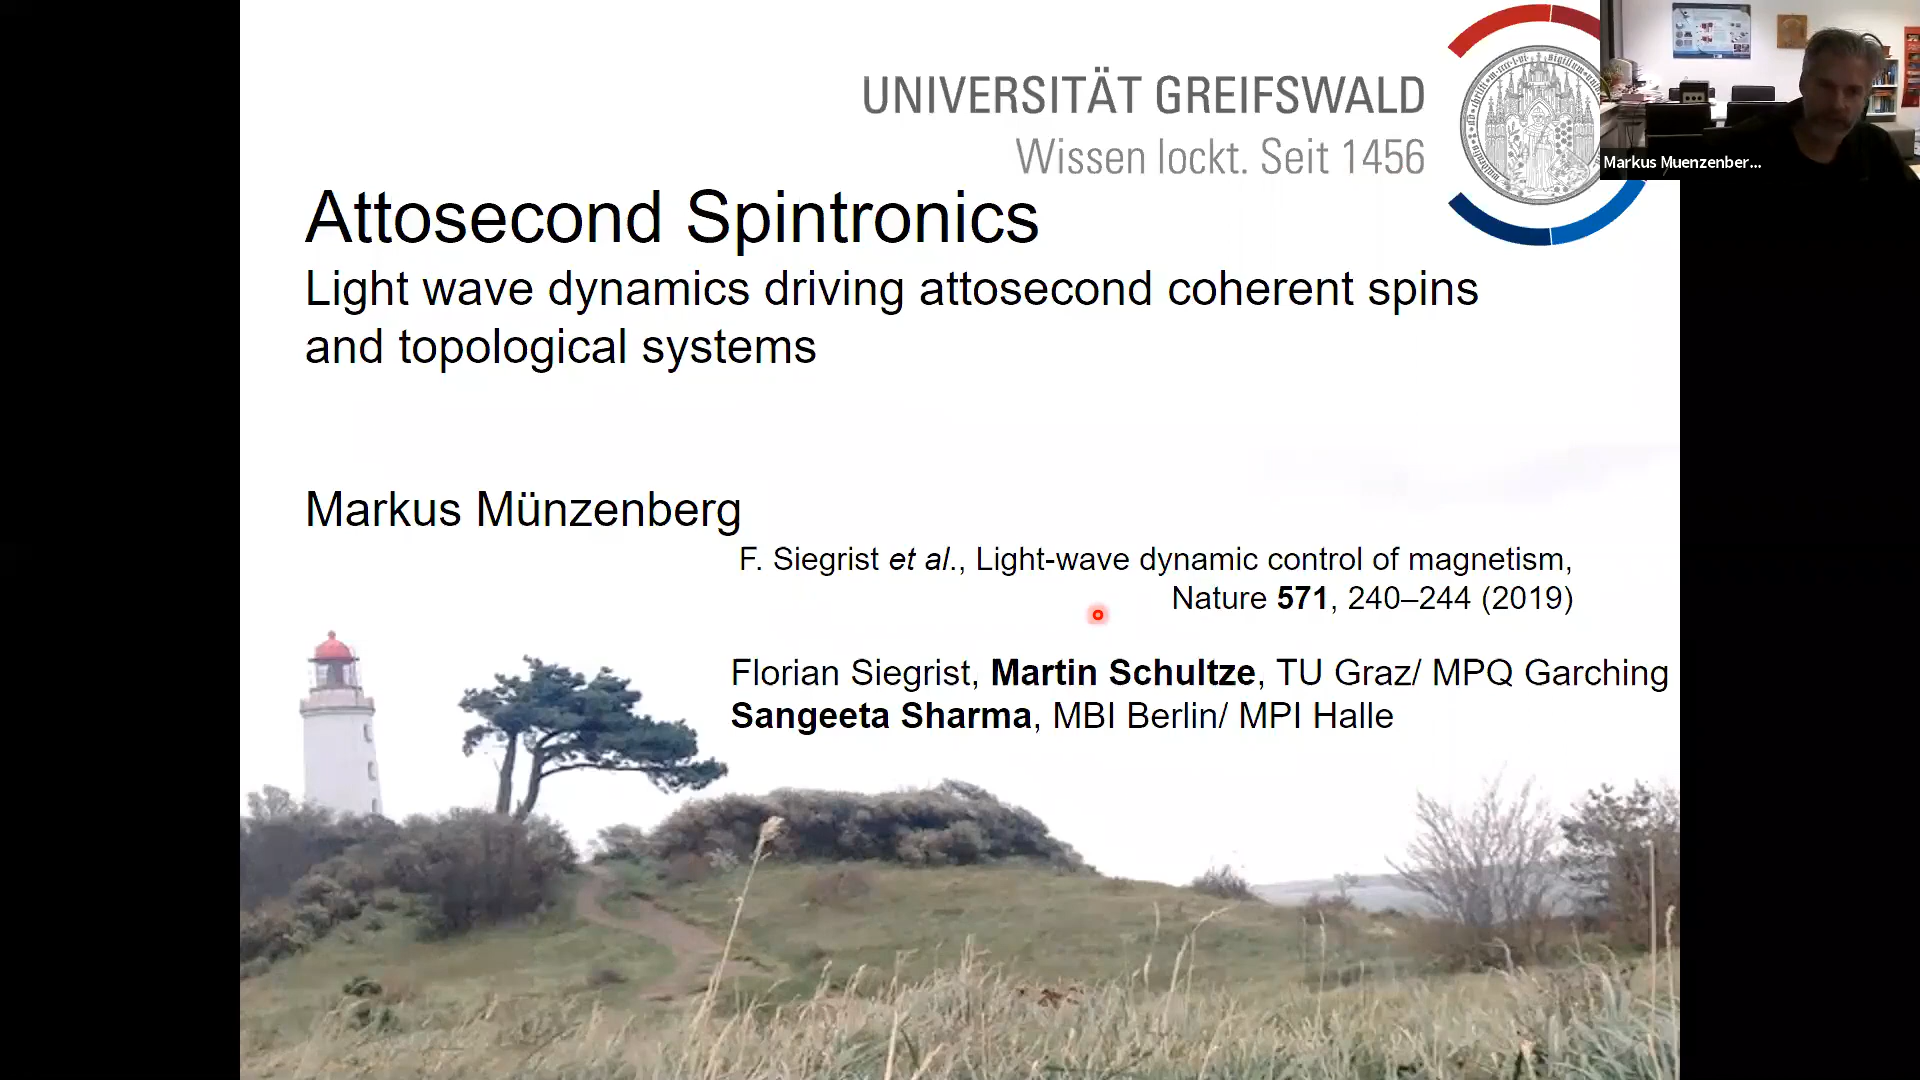 UNIVERSITÄT GREIFSWALD
Wissen lockt. Seit 1456
Markus Muenzenber...
Attosecond Spintronics
Light wave dynamics driving attosecond coherent spins
and topological systems
Markus Münzenberg
F. Siegrist et al., Light-wave dynamic control of magnetism,
Nature 571, 240–244 (2019)
Florian Siegrist, Martin Schultze, TU Graz/ MPQ Garching
Sangeeta Sharma, MBI Berlin/ MPI Halle